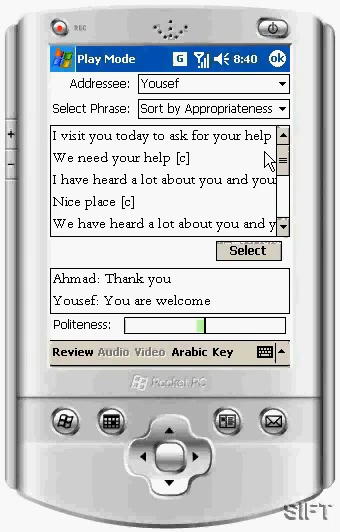 REC
Play Mode G 8:40 ok
Addressee: Yousef
Select Phrase: Sort by Appropriateness
I visit you today to ask for your help
We need your help [c]
I have heard a lot about you and you
Nice place [c]
We have heard a lot about you and y
Select
Ahmad: Thank you
Yousef: You are welcome
Politeness:
Review Audio Video Arabic Key
Pocket PC
SIFT